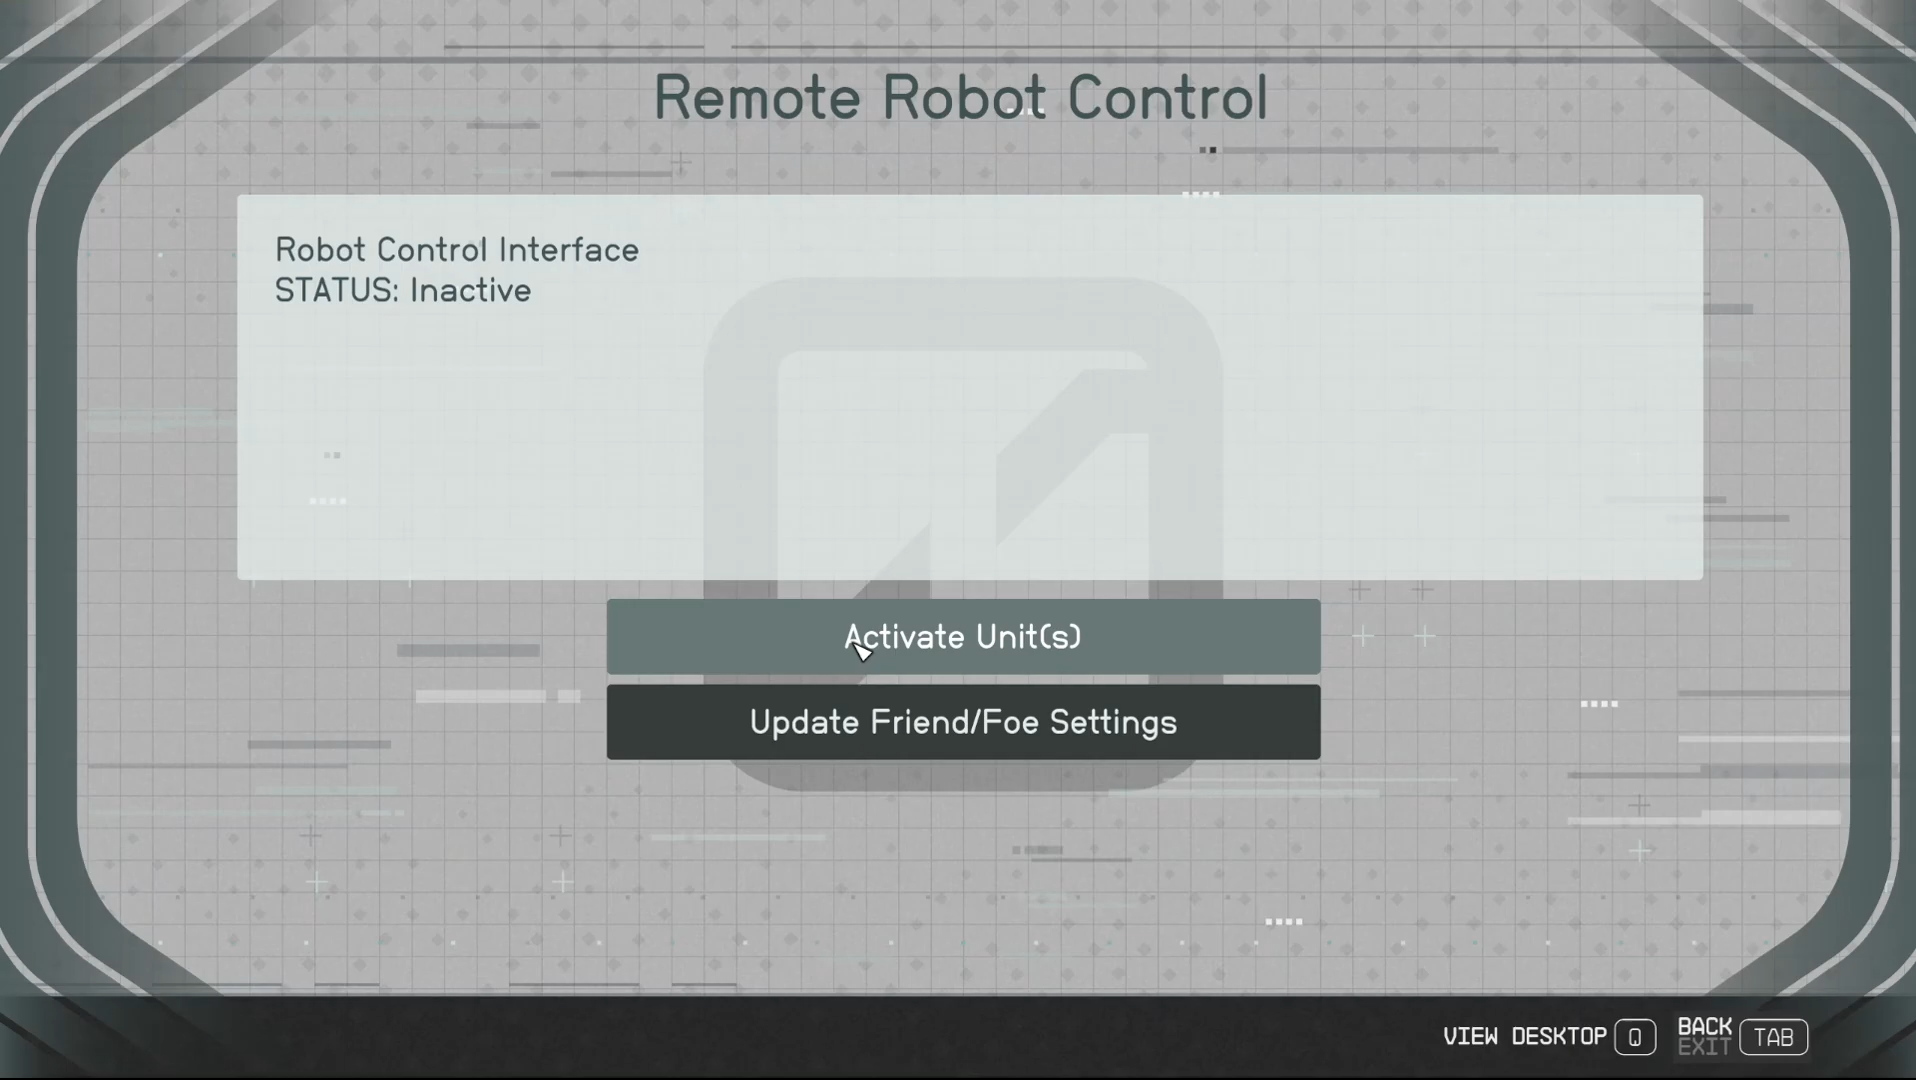 Remote Robot Control
Robot Control Interface
STATUS: Inactive
Activate Unit(s)
Update Friend/Foe Settings
VIEW DESKTOP Q
BACK
EXIT
TAB